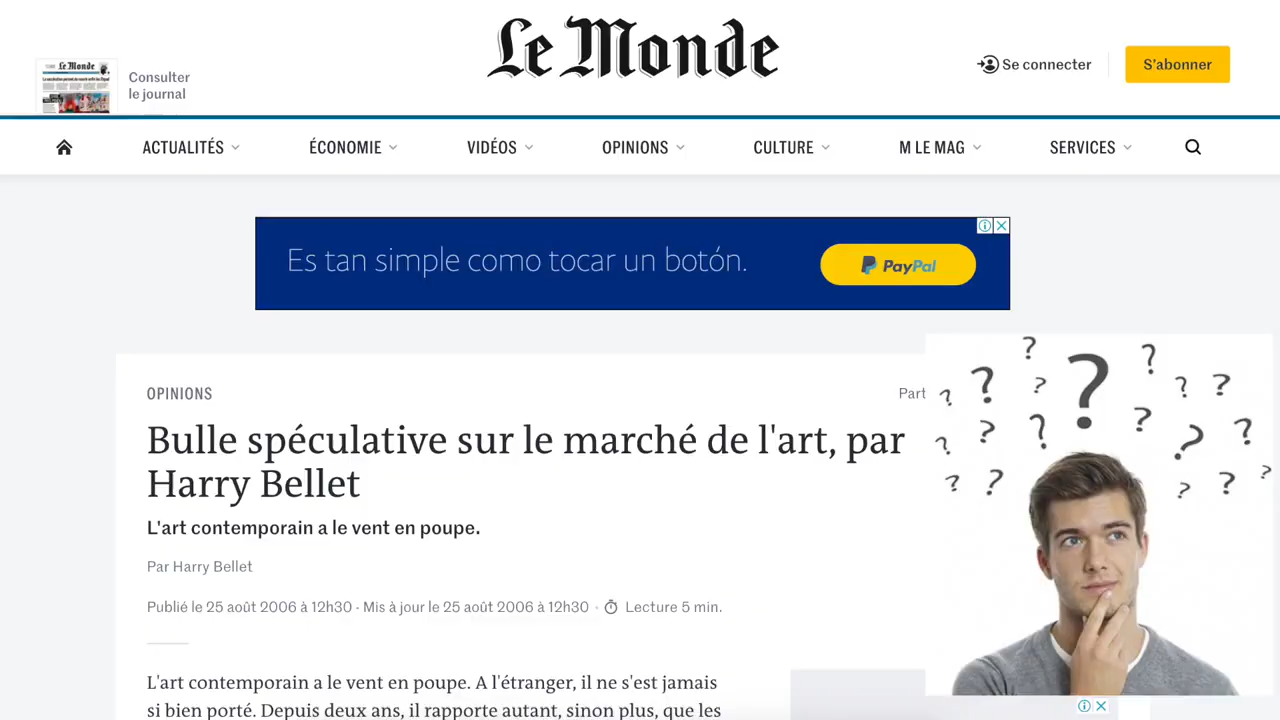 Le Monde
Consulter
le journal
Se connecter
S'abonner
ACTUALITÉS
ÉCONOMIE
VIDÉOS
OPINIONS
CULTURE
M LE MAG
SERVICES
Es tan simple como tocar un botón.
PayPal
OPINIONS
Part
Bulle spéculative sur le marché de l'art, par
Harry Bellet
L'art contemporain a le vent en poupe.
Par Harry Bellet
Publié le 25 août 2006 à 12h30 · Mis à jour le 25 août 2006 à 12h30 · Lecture 5 min.
L'art contemporain a le vent en poupe. A l'étranger, il ne s'est jamais
si bien porté. Depuis deux ans, il rapporte autant, sinon plus, que les
? ? ? ? ? ? ? ? ? ? ? ? ? ? ? ? ? ? ?